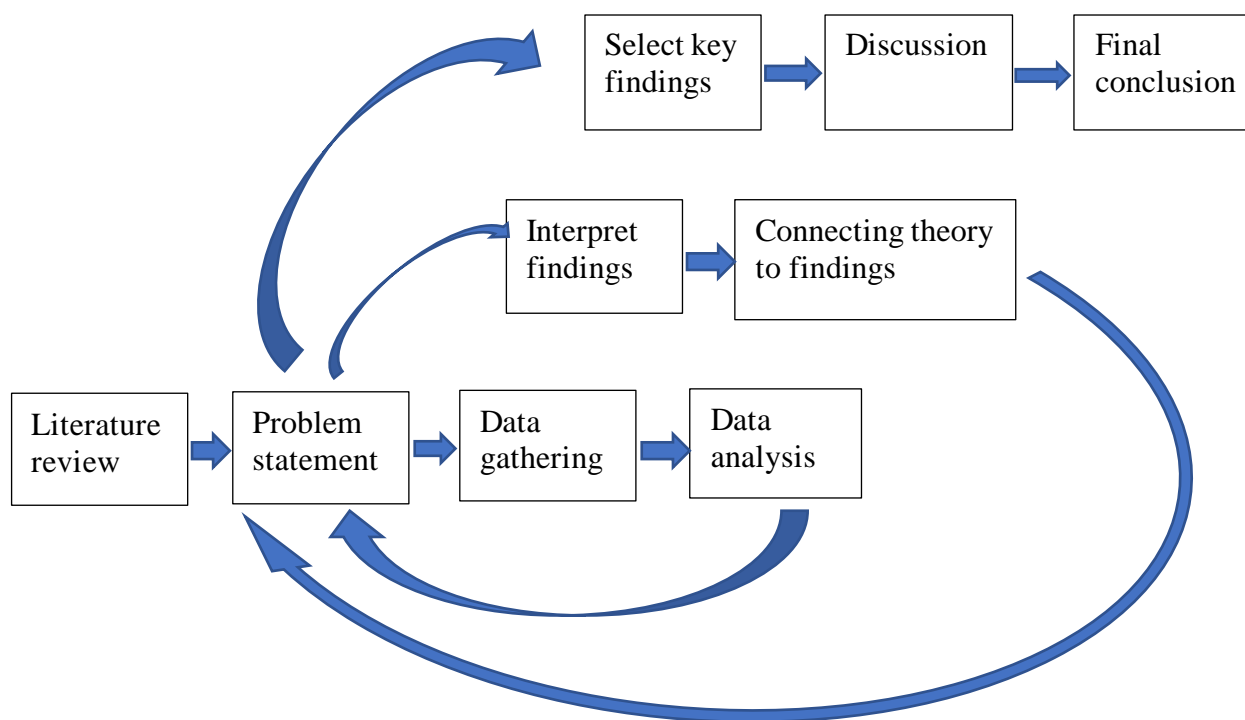 Select key
findings
Discussion
Final
conclusion
Interpret
findings
Connecting theory
to findings
Literature
review
Problem
statement
Data
gathering
Data
analysis